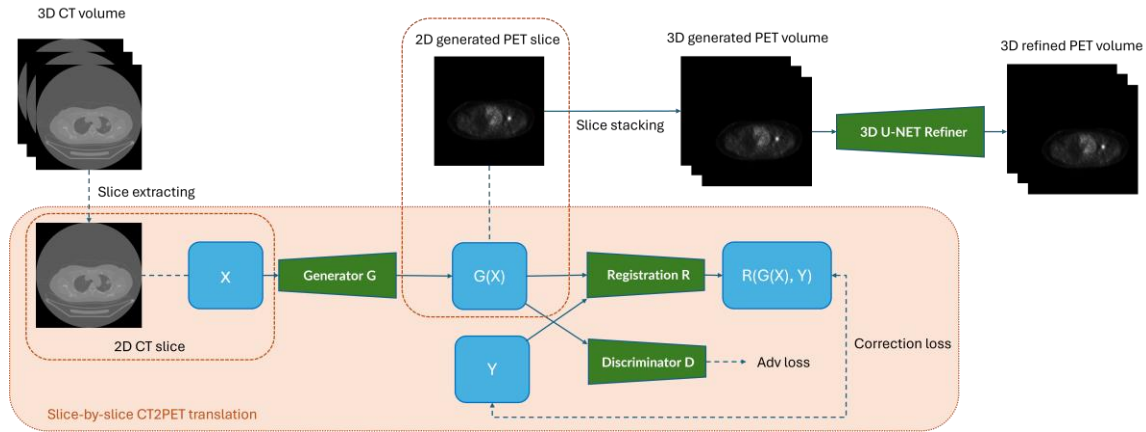 3D CT volume
2D generated PET slice
3D generated PET volume
3D refined PET volume
Slice stacking
3D U-NET Refiner
Slice extracting
X
Generator G
G(X)
Registration R
R(G(X), Y)
2D CT slice
Y
Discriminator D
Adv loss
Correction loss
Slice-by-slice CT2PET translation